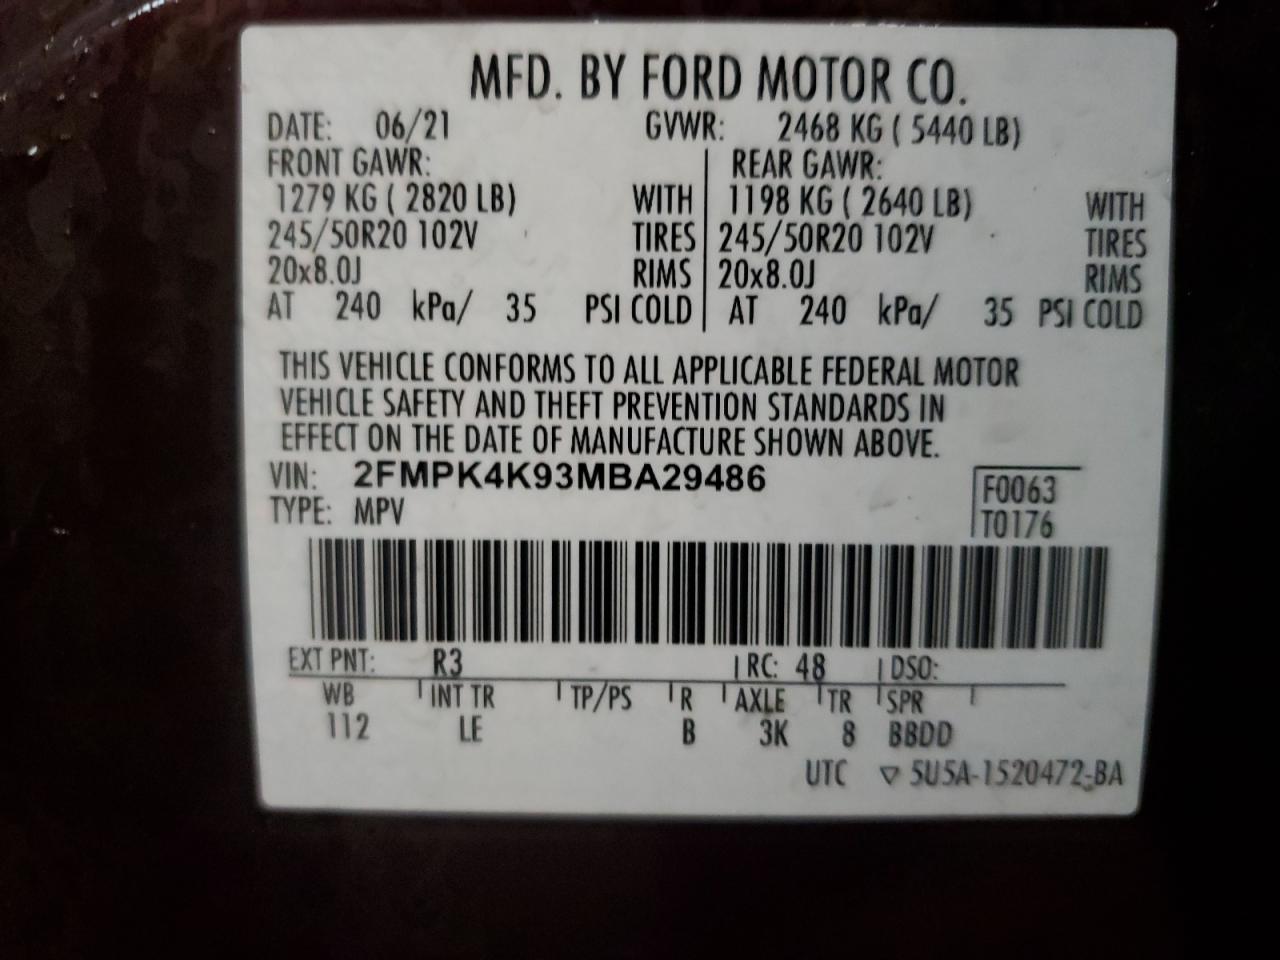 MFD. BY FORD MOTOR CO.
DATE: 06/21 GVWR: 2468 KG ( 5440 LB)
FRONT GAWR: REAR GAWR:
1279 KG ( 2820 LB) WITH 1198 KG ( 2640 LB) WITH
245/50R20 102V TIRES 245/50R20 102V TIRES
20x8.0J RIMS 20x8.0J RIMS
AT 240 kPa/ 35 PSI COLD AT 240 kPa/ 35 PSI COLD
THIS VEHICLE CONFORMS TO ALL APPLICABLE FEDERAL MOTOR
VEHICLE SAFETY AND THEFT PREVENTION STANDARDS IN
EFFECT ON THE DATE OF MANUFACTURE SHOWN ABOVE.
VIN: 2FMPK4K93MBA29486
F0063
TYPE: MPV
T0176
EXT PNT: R3 RC: 48 DSO:
WB INT TR TP/PS R AXLE TR SPR
112 LE B 3K 8 BBDD
UTC ▽ 5U5A-1520472-BA